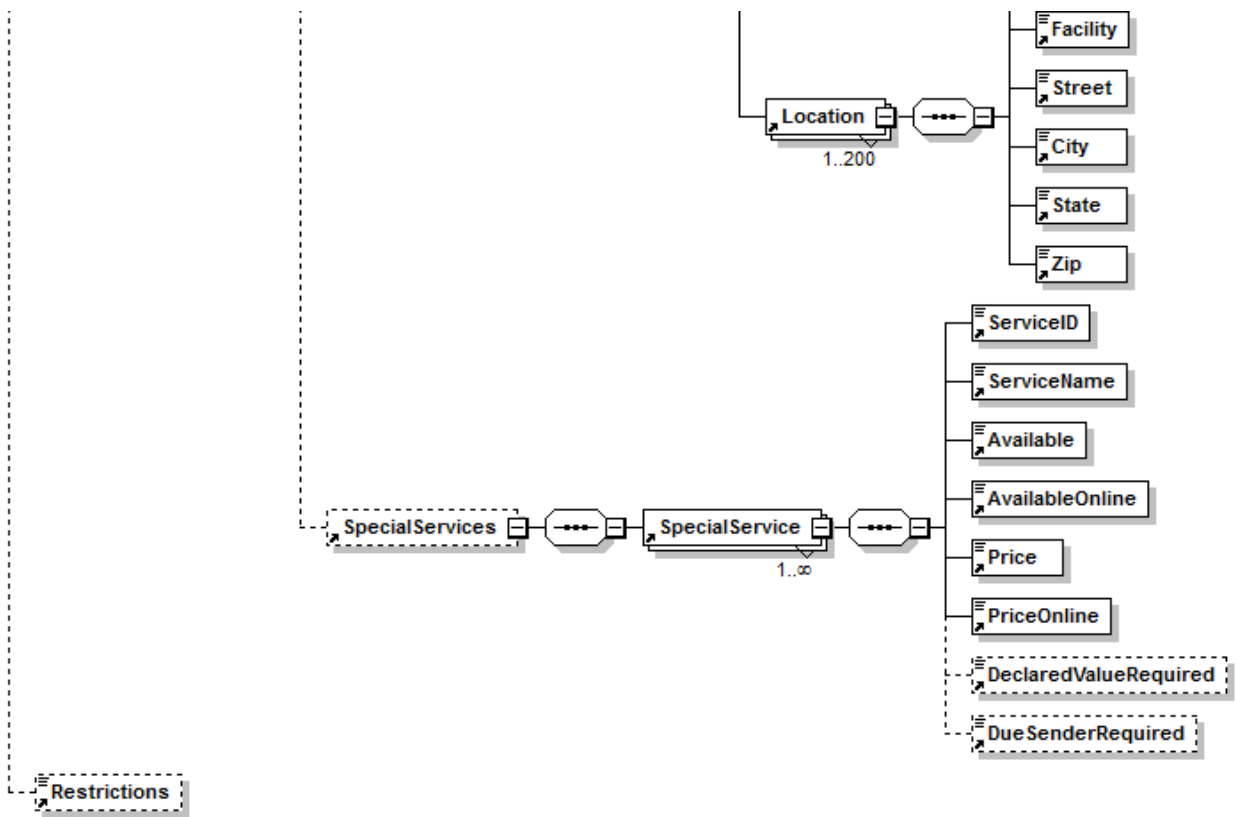 Facility
Street
Location
1..200
City
State
Zip
ServiceID
ServiceName
Available
AvailableOnline
SpecialServices
SpecialService
1..∞
Price
PriceOnline
DeclaredValueRequired
DueSenderRequired
Restrictions